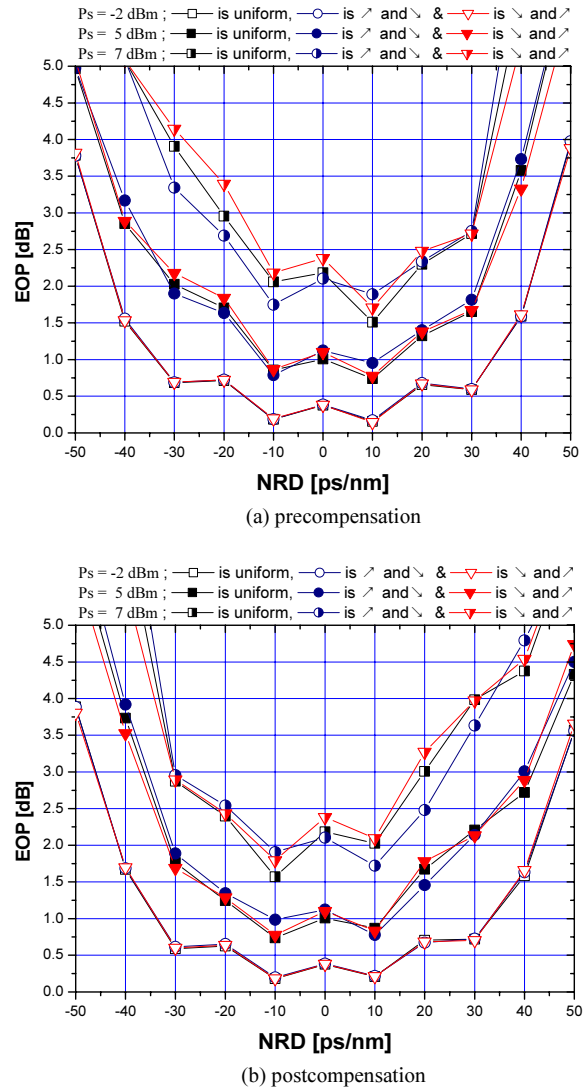 Ps = -2 dBm ; is uniform, is ↗ and↘ & is ↘ and↗
Ps = 5 dBm ; is uniform, is ↗ and↘ & is ↘ and↗
Ps = 7 dBm ; is uniform, is ↗ and↘ & is ↘ and↗
5.0
4.5
4.0
3.5
3.0
2.5
2.0
1.5
1.0
0.5
0.0
EOP [dB]
-50 -40 -30 -20 -10 0 10 20 30 40 50
NRD [ps/nm]
(a) precompensation
Ps = -2 dBm ; is uniform, is ↗ and↘ & is ↘ and↗
Ps = 5 dBm ; is uniform, is ↗ and↘ & is ↘ and↗
Ps = 7 dBm ; is uniform, is ↗ and↘ & is ↘ and↗
5.0
4.5
4.0
3.5
3.0
2.5
2.0
1.5
1.0
0.5
0.0
EOP [dB]
-50 -40 -30 -20 -10 0 10 20 30 40 50
NRD [ps/nm]
(b) postcompensation